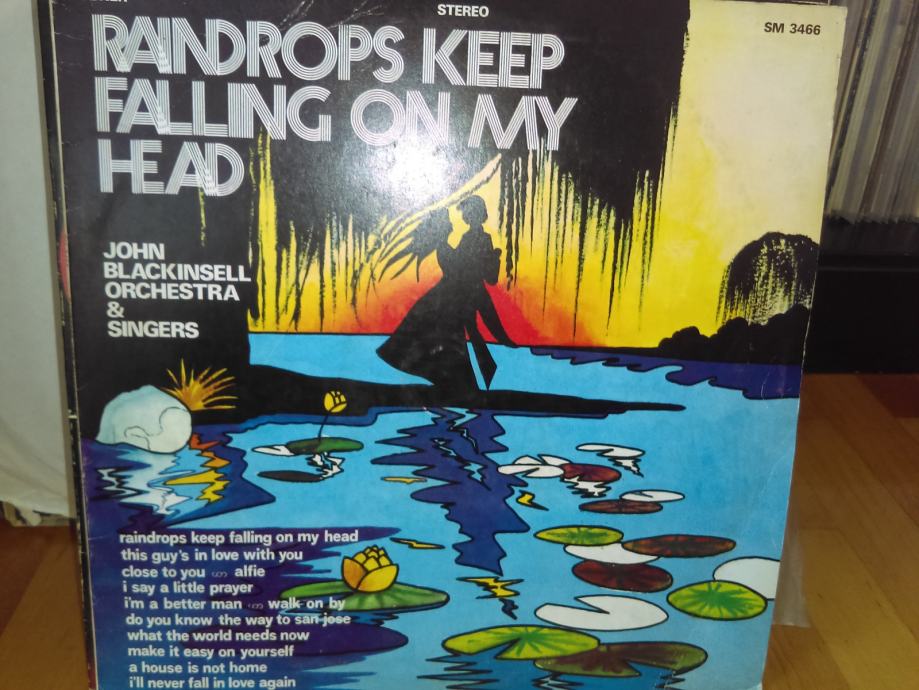 STEREO
SM 3466
RAINDROPS KEEP
FALLING ON MY
HEAD
JOHN
BLACKINSELL
ORCHESTRA
&
SINGERS
raindrops keep falling on my head
this guy's in love with you
close to you ∾ alfie
i say a little prayer
i'm a better man ∾ walk on by
do you know the way to san jose
what the world needs now
make it easy on yourself
a house is not home
i'll never fall in love again